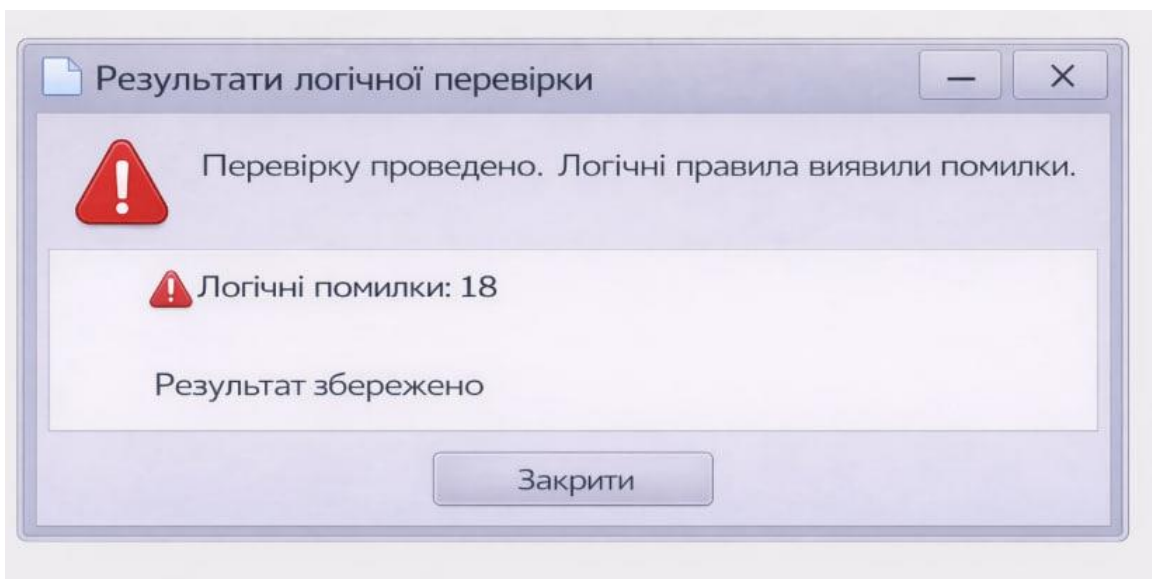 Результати логічної перевірки
Перевірку проведено. Логічні правила виявили помилки.
Логічні помилки: 18
Результат збережено
Закрити